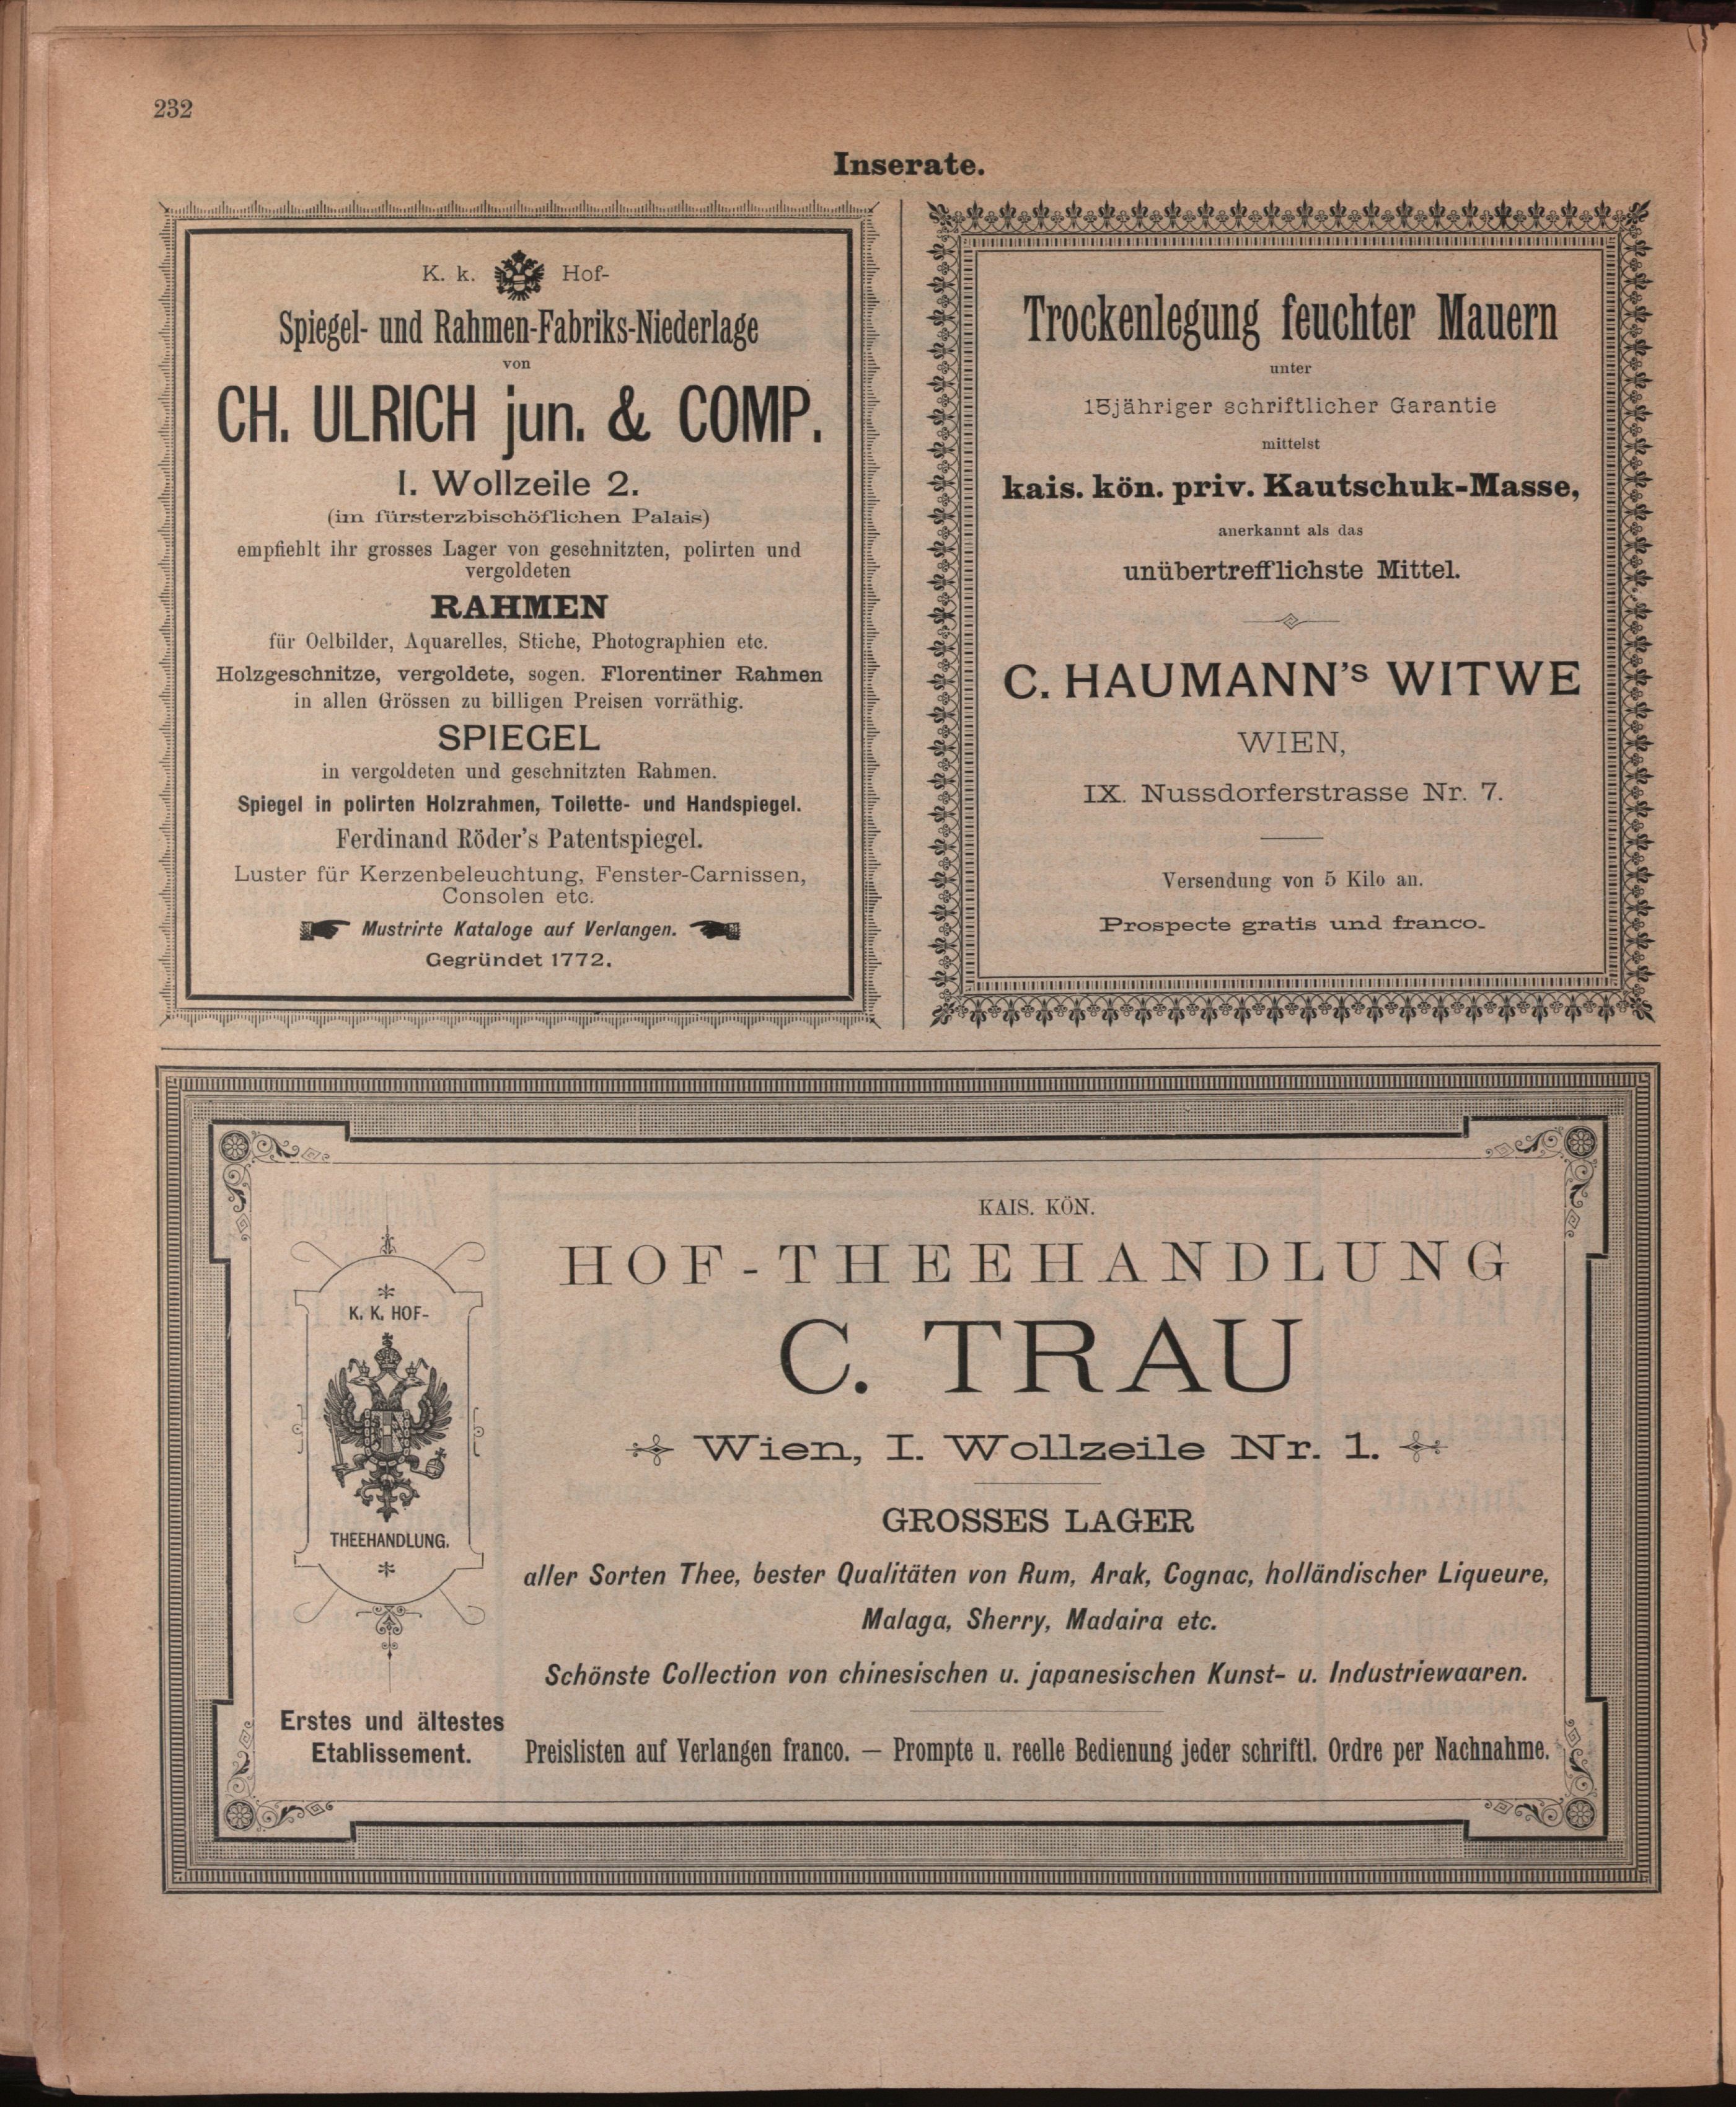 232
Inserate.
K. k. Hof-
Spiegel- und Rahmen-Fabriks-Niederlage
von
CH. ULRICH jun. & COMP.
I. Wollzeile 2.
(im fürsterzbischöflichen Palais)
empfiehlt ihr grosses Lager von geschnitzten, polirten und
vergoldeten
RAHMEN
für Oelbilder, Aquarelles, Stiche, Photographien etc.
Holzgeschnitze, vergoldete, sogen. Florentiner Rahmen
in allen Grössen zu billigen Preisen vorräthig.
SPIEGEL
in vergoldeten und geschnitzten Rahmen.
Spiegel in polirten Holzrahmen, Toilette- und Handspiegel.
Ferdinand Röder's Patentspiegel.
Luster für Kerzenbeleuchtung, Fenster-Carnissen,
Consolen etc.
Mustrirte Kataloge auf Verlangen.
Gegründet 1772.
Trockenlegung feuchter Mauern
unter
15jähriger schriftlicher Garantie
mittelst
kais. kön. priv. Kautschuk-Masse,
anerkannt als das
unübertrefflichste Mittel.
C. HAUMANN's WITWE
WIEN,
IX. Nussdorferstrasse Nr. 7.
Versendung von 5 Kilo an.
Prospecte gratis und franco.
K. K. HOF-
THEEHANDLUNG.
Erstes und ältestes
Etablissement.
KAIS. KÖN.
HOF-THEEHANDLUNG
C. TRAU
Wien, I. Wollzeile Nr. 1.
GROSSES LAGER
aller Sorten Thee, bester Qualitäten von Rum, Arak, Cognac, holländischer Liqueure,
Malaga, Sherry, Madaira etc.
Schönste Collection von chinesischen u. japanesischen Kunst- u. Industriewaaren.
Preislisten auf Verlangen franco. — Prompte u. reelle Bedienung jeder schriftl. Ordre per Nachnahme.